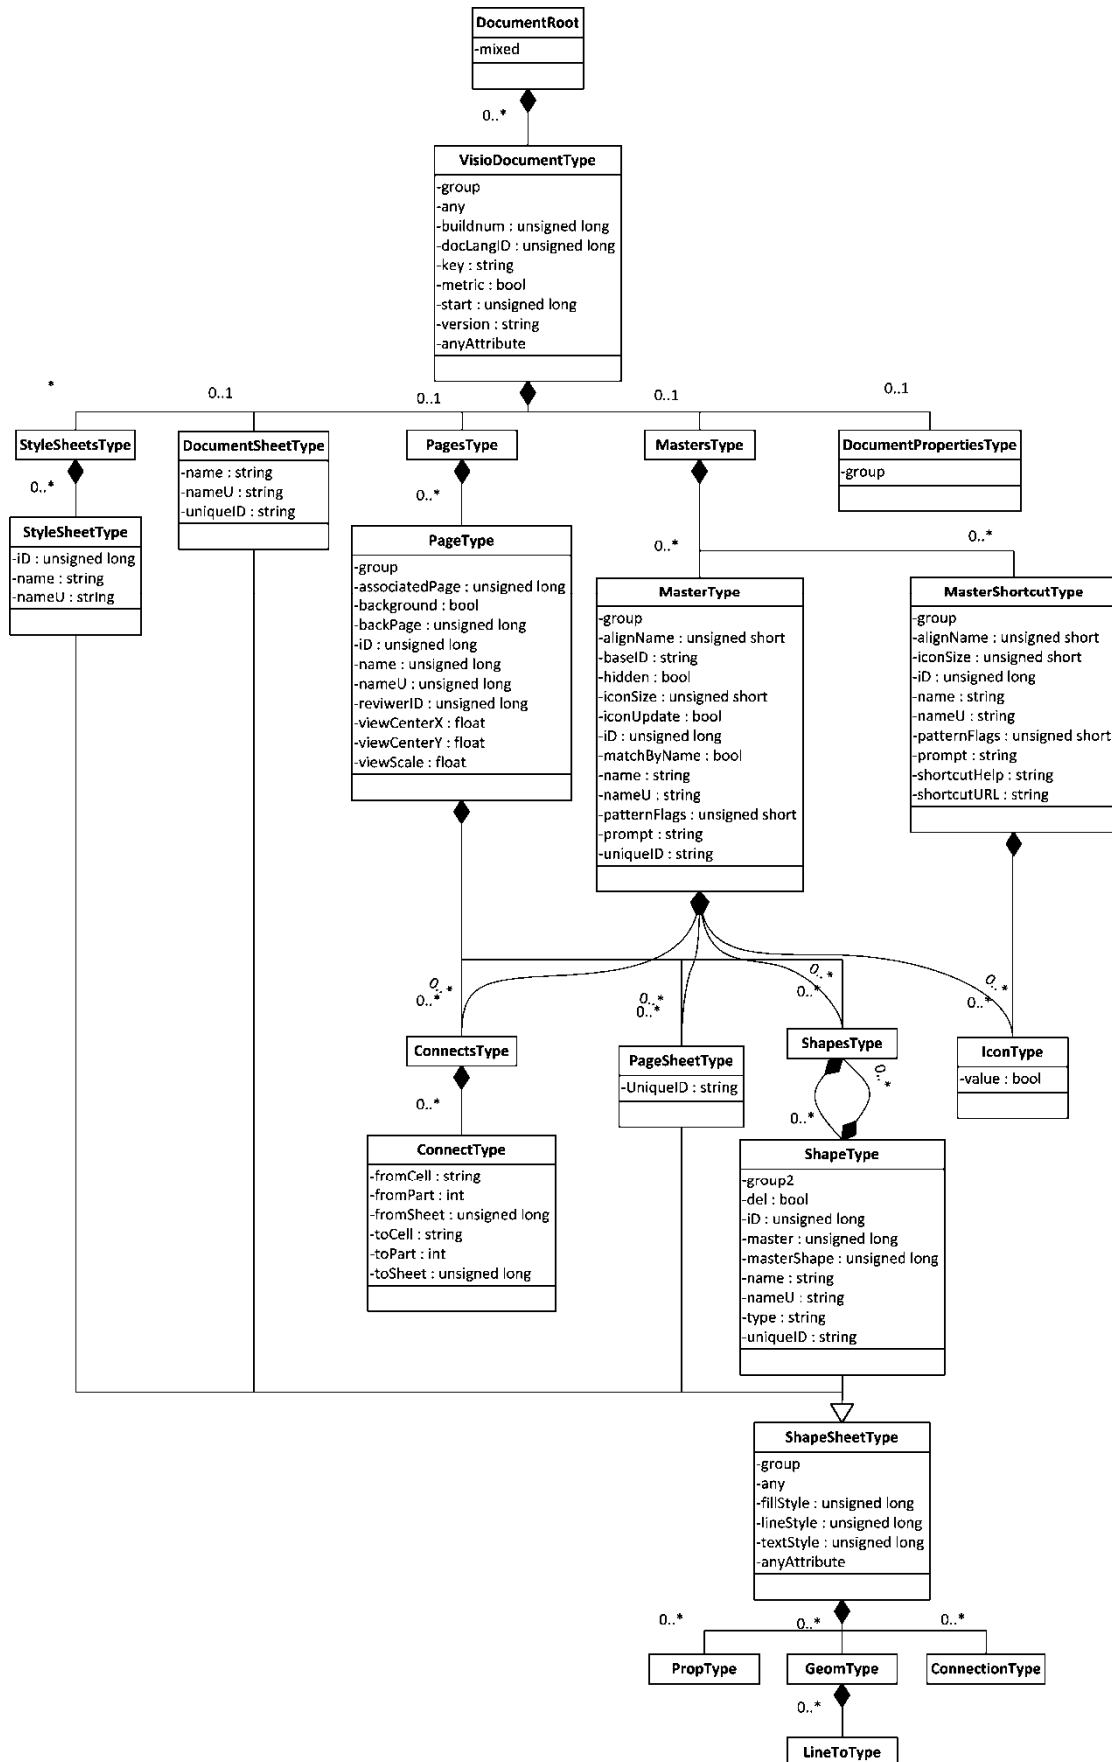 DocumentRoot
-mixed
0..*
VisioDocumentType
-group
-any
-buildnum : unsigned long
-docLangID : unsigned long
-key : string
-metric : bool
-start : unsigned long
-version : string
-anyAttribute
*
0..1
0..1
0..1
0..1
StyleSheetsType
DocumentSheetType
-name : string
-nameU : string
-uniqueID : string
PagesType
MastersType
DocumentPropertiesType
-group
0..*
0..*
0..*
0..*
StyleSheetType
-iD : unsigned long
-name : string
-nameU : string
PageType
-group
-associatedPage : unsigned long
-background : bool
-backPage : unsigned long
-iD : unsigned long
-name : unsigned long
-nameU : unsigned long
-reviwerID : unsigned long
-viewCenterX : float
-viewCenterY : float
-viewScale : float
MasterType
-group
-alignName : unsigned short
-baseID : string
-hidden : bool
-iconSize : unsigned short
-iconUpdate : bool
-iD : unsigned long
-matchByName : bool
-name : string
-nameU : string
-patternFlags : unsigned short
-prompt : string
-uniqueID : string
MasterShortcutType
-group
-alignName : unsigned short
-iconSize : unsigned short
-iD : unsigned long
-name : string
-nameU : string
-patternFlags : unsigned short
-prompt : string
-shortcutHelp : string
-shortcutURL : string
0..*
0..*
0..*
0..*
0..*
0..*
0..*
0..*
ConnectsType
PageSheetType
-UniqueID : string
ShapesType
IconType
-value : bool
0..*
0..*
0..*
ConnectType
-fromCell : string
-fromPart : int
-fromSheet : unsigned long
-toCell : string
-toPart : int
-toSheet : unsigned long
ShapeType
-group2
-del : bool
-iD : unsigned long
-master : unsigned long
-masterShape : unsigned long
-name : string
-nameU : string
-type : string
-uniqueID : string
ShapeSheetType
-group
-any
-fillStyle : unsigned long
-lineStyle : unsigned long
-textStyle : unsigned long
-anyAttribute
0..*
0..*
0..*
PropType
GeomType
ConnectionType
0..*
LineToType